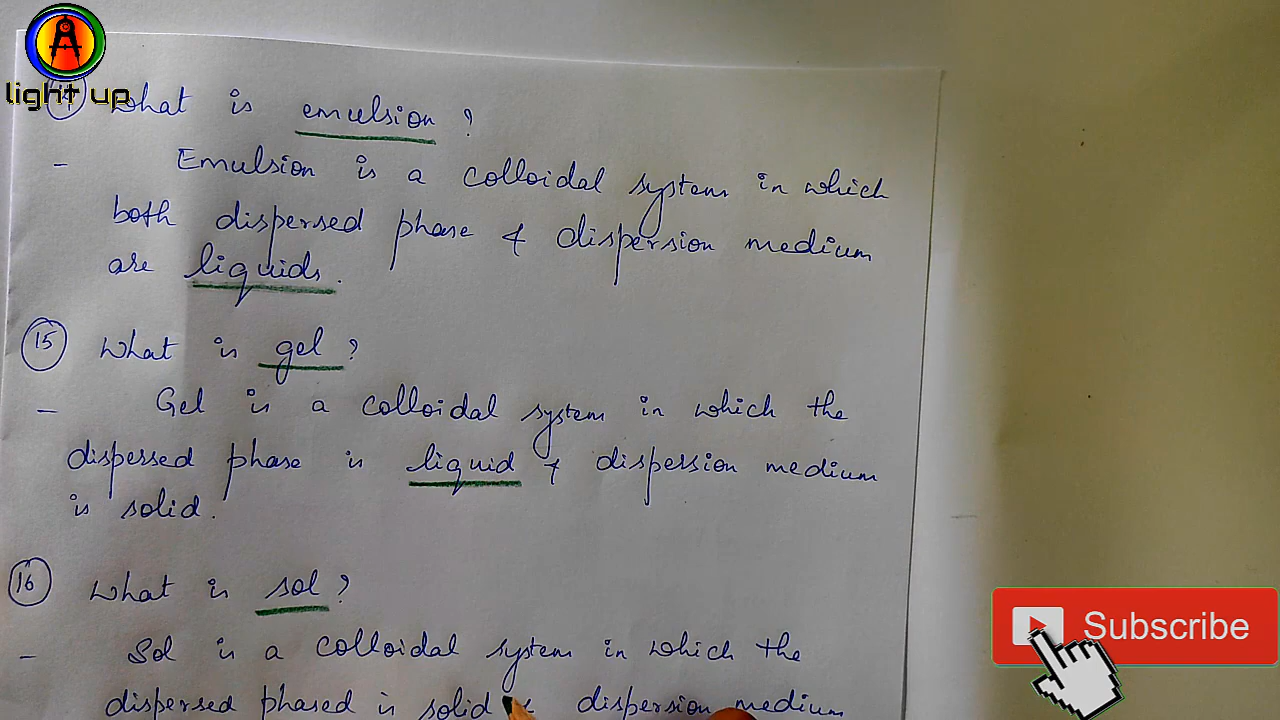 light up
What is emulsion ?
- Emulsion is a colloidal system in which
both dispersed phase & dispersion medium
are liquids.
15 What is gel ?
- Gel is a colloidal system in which the
dispersed phase is liquid & dispersion medium
is solid.
16 What is sol ?
- Sol is a colloidal system in which the
dispersed phased is solid & dispersion medium
Subscribe